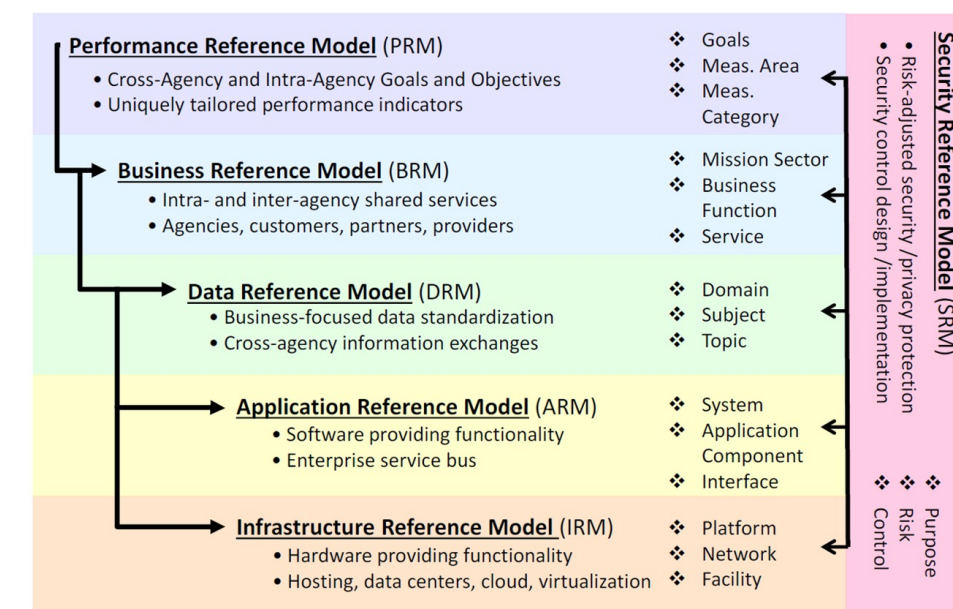 Performance Reference Model (PRM)
• Cross-Agency and Intra-Agency Goals and Objectives
• Uniquely tailored performance indicators
❖ Goals
❖ Meas. Area
❖ Meas.
Category
Business Reference Model (BRM)
• Intra- and inter-agency shared services
• Agencies, customers, partners, providers
❖ Mission Sector
❖ Business
Function
❖ Service
Data Reference Model (DRM)
• Business-focused data standardization
• Cross-agency information exchanges
❖ Domain
❖ Subject
❖ Topic
Application Reference Model (ARM)
• Software providing functionality
• Enterprise service bus
❖ System
❖ Application
Component
❖ Interface
Infrastructure Reference Model (IRM)
• Hardware providing functionality
• Hosting, data centers, cloud, virtualization
❖ Platform
❖ Network
❖ Facility
Security Reference Model (SRM)
• Risk-adjusted security /privacy protection
• Security control design /implementation
❖ Purpose
❖ Risk
❖ Control